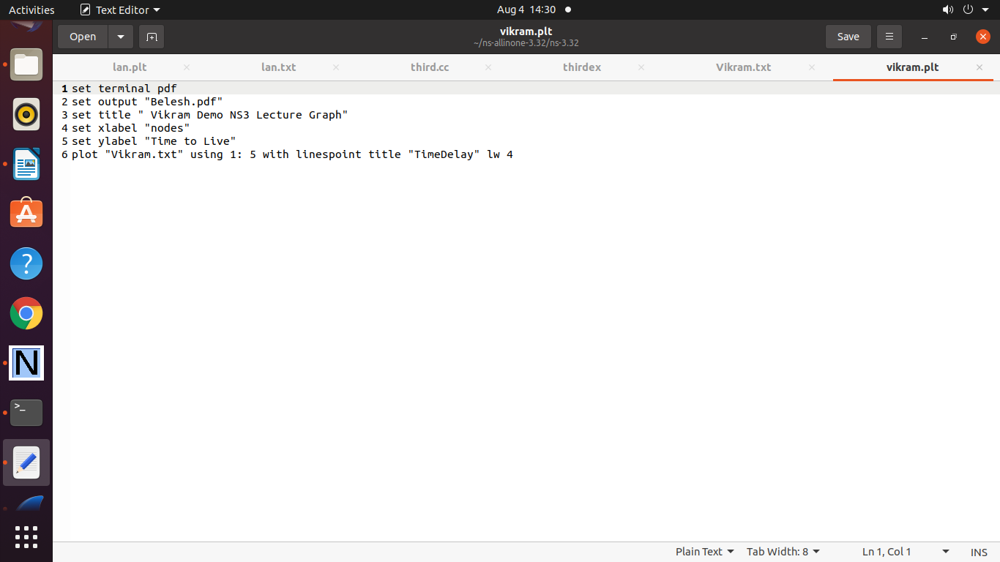 Activities Text Editor Aug 4 14:30
Open vikram.plt Save
~/ns-allinone-3.32/ns-3.32
lan.plt lan.txt third.cc thirdex Vikram.txt vikram.plt
1 set terminal pdf
2 set output "Belesh.pdf"
3 set title " Vikram Demo NS3 Lecture Graph"
4 set xlabel "nodes"
5 set ylabel "Time to Live"
6 plot "Vikram.txt" using 1: 5 with linespoint title "TimeDelay" lw 4
Plain Text Tab Width: 8 Ln 1, Col 1 INS